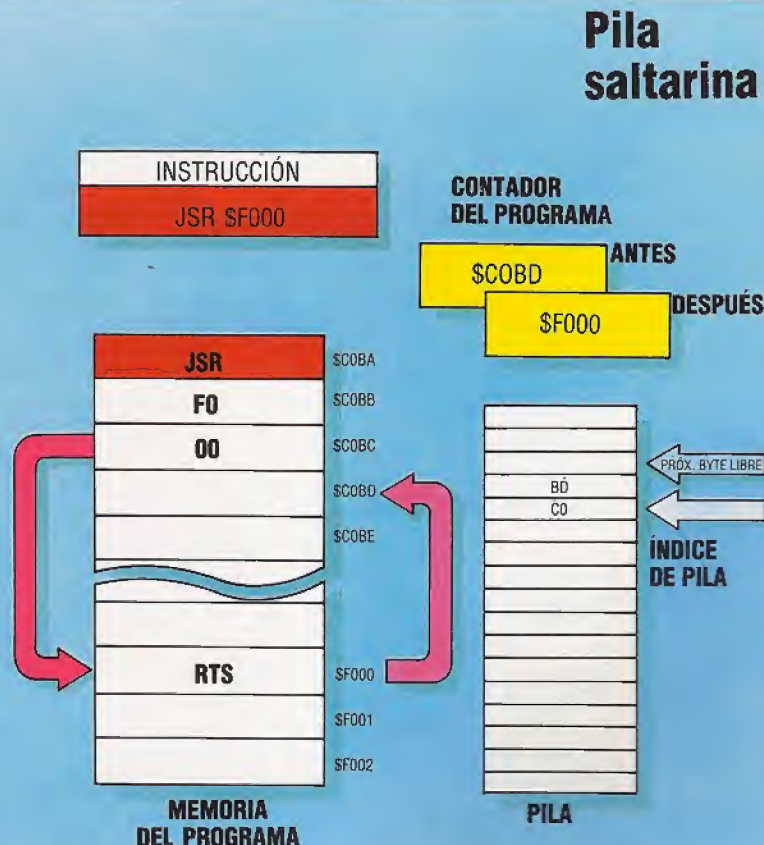 Pila
saltarina
INSTRUCCIÓN
JSR $F000
CONTADOR
DEL PROGRAMA
ANTES
$C0BD
DESPUÉS
$F000
JSR
$C0BA
F0
$C0BB
00
$C0BC
$C0BD
$C0BE
RTS
$F000
$F001
$F002
MEMORIA
DEL PROGRAMA
PRÓX. BYTE LIBRE
BD
C0
ÍNDICE
DE PILA
PILA